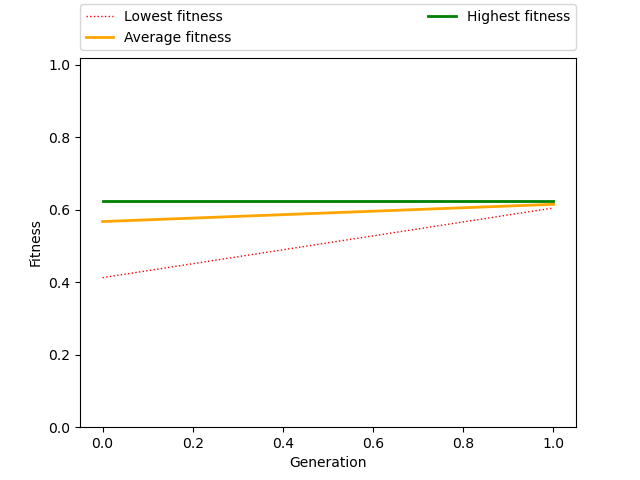 Lowest fitness
Average fitness
Highest fitness
1.0
0.8
0.6
0.4
0.2
0.0
Fitness
0.0 0.2 0.4 0.6 0.8 1.0
Generation